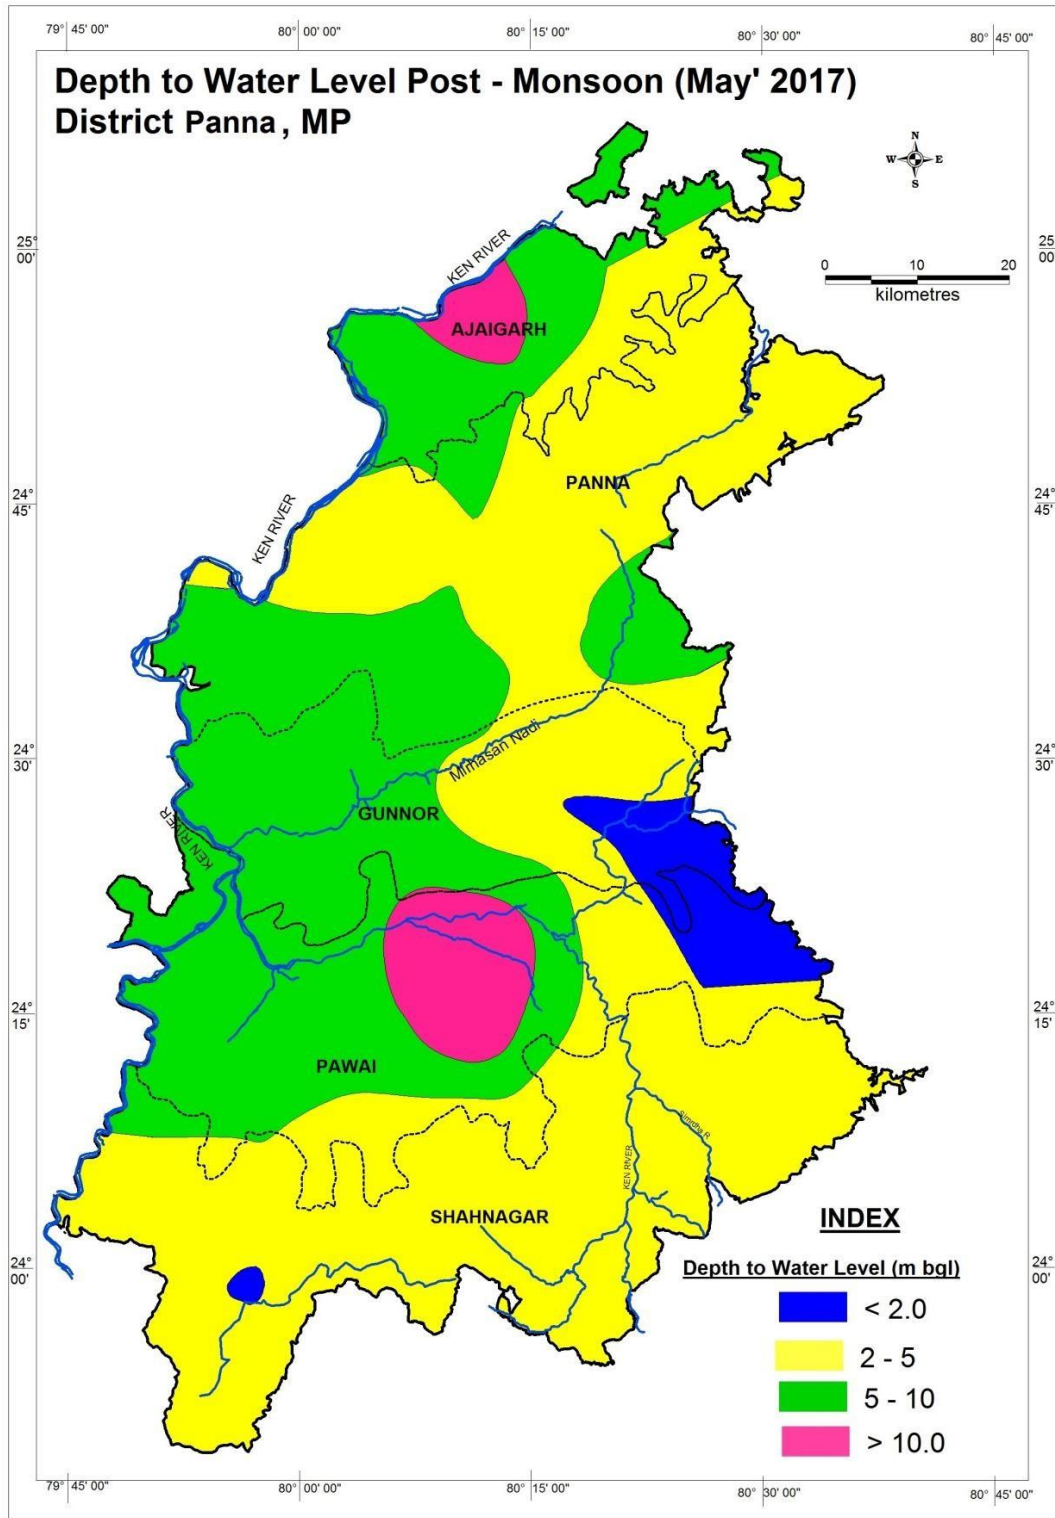 79° 45' 00"
80° 00' 00"
80° 15' 00"
80° 30' 00"
80° 45' 00"
Depth to Water Level Post - Monsoon (May' 2017)
District Panna, MP
N
W E
S
25°
00'
25
00
KEN RIVER
0 10 20
kilometres
AJAIGARH
PANNA
24°
45'
24°
45'
KEN RIVER
Mirhasan Nadi
24°
30'
24°
30'
GUNNOR
KEN RIVER
24°
15'
24°
15'
PAWAI
KEN RIVER
SHAHNAGAR
24°
00'
24°
00'
INDEX
Depth to Water Level (m bgl)
< 2.0
2 - 5
5 - 10
> 10.0
79° 45' 00"
80° 00' 00"
80° 15' 00"
80° 30' 00"
80° 45' 00"